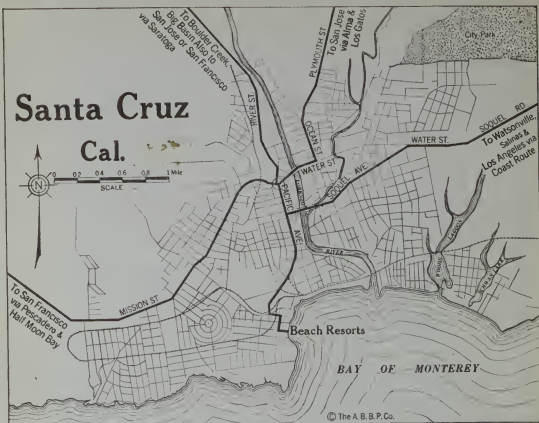 Santa Cruz
Cal.
N
0 0.2 0.4 0.6 0.8 1 Mile
SCALE
To Boulder Creek,
Big Basin Also to
San Jose or San Francisco
via Saratoga
RIVER ST
PLYMOUTH ST
To San Jose
via Alma &
Los Gatos
City Park
OCEAN ST
WATER ST
WATER ST.
SOQUEL RD
To Watsonville,
Salinas &
Los Angeles via
Coast Route
SOQUEL AVE
PACIFIC
AVE.
RIVER
MISSION ST
To San Francisco
via Pescadero &
Half Moon Bay
Beach Resorts
BAY OF MONTEREY
© The A.B.B.P. Co.